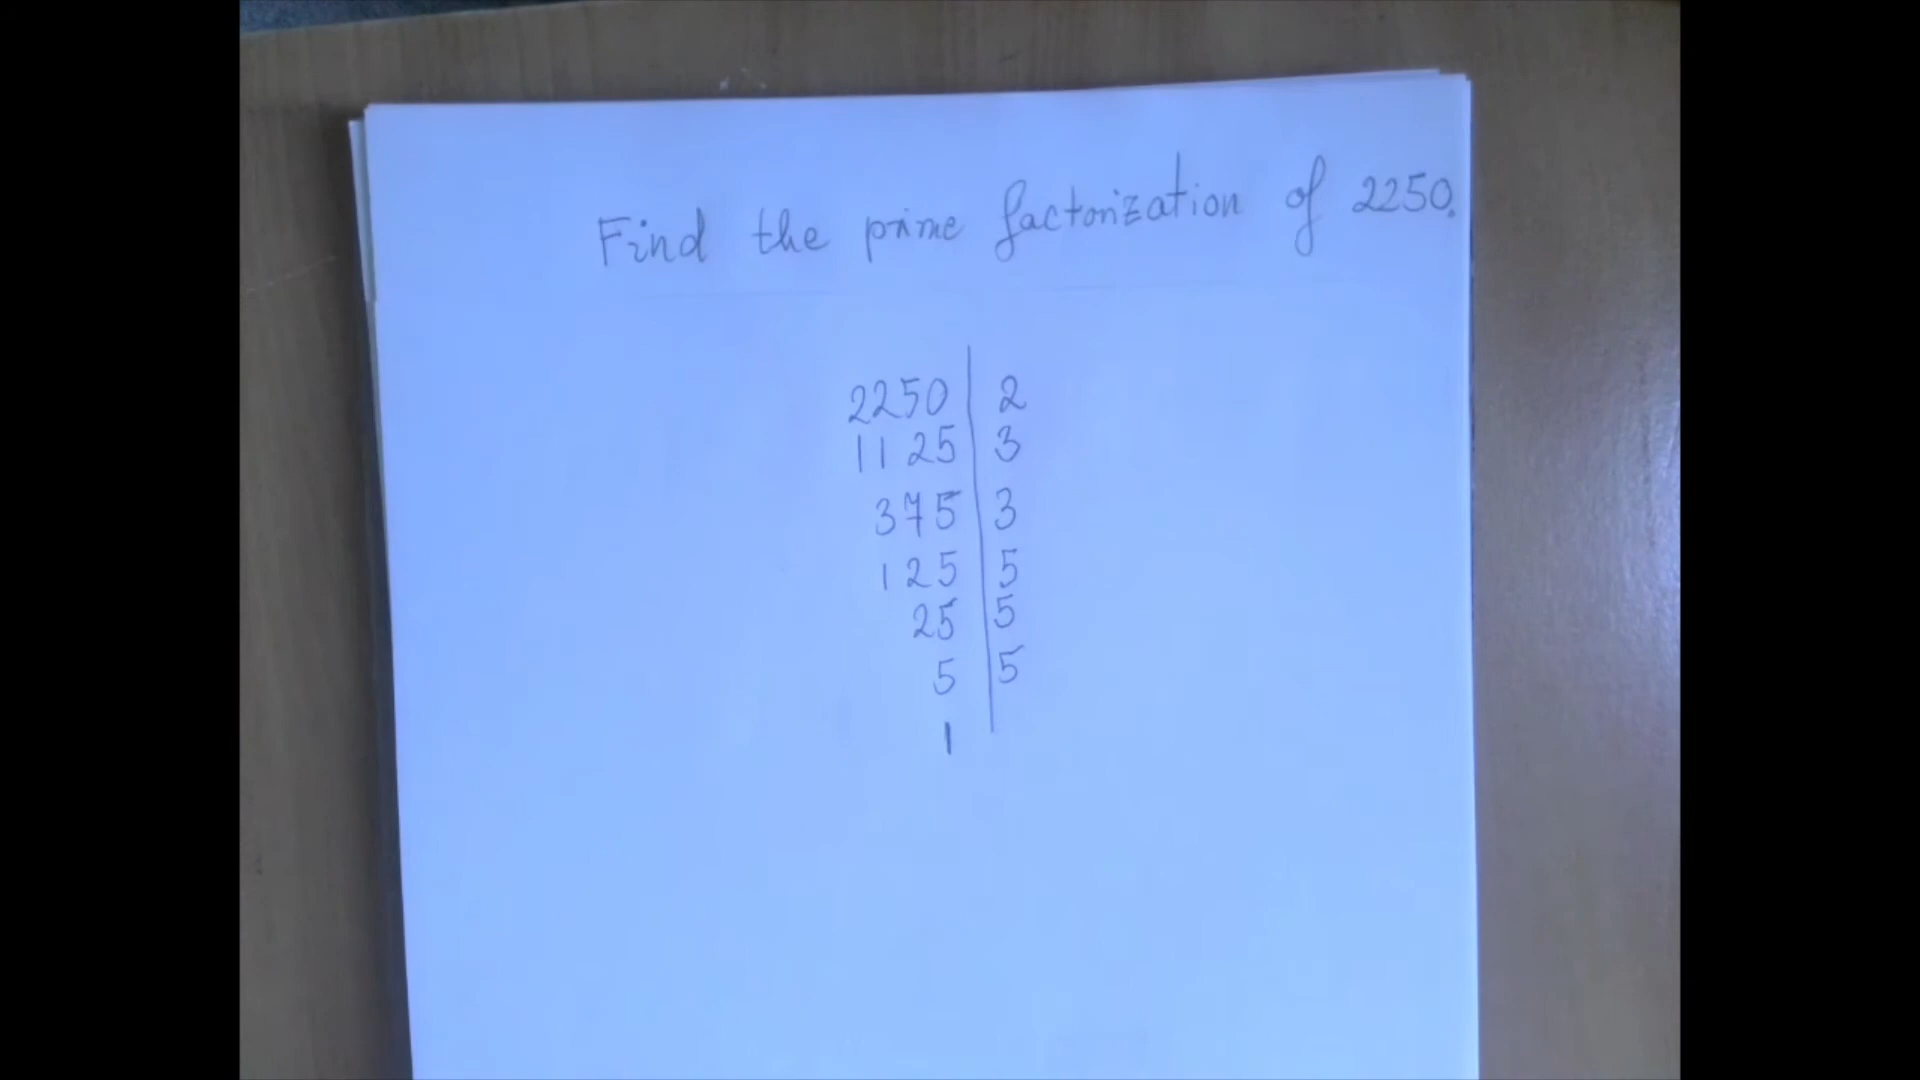 Find the prime factorization of 2250.
2250 | 2
1125 | 3
375 | 3
125 | 5
25 | 5
5 | 5
1